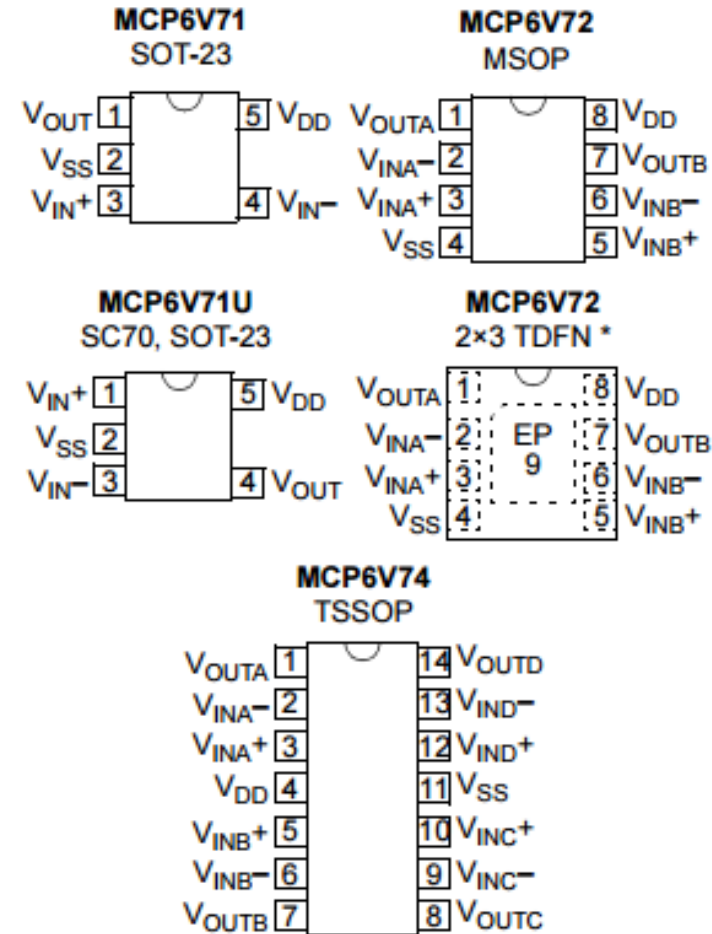 MCP6V71
SOT-23
VOUT 1 5 VDD
VSS 2
VIN+ 3 4 VIN–
MCP6V72
MSOP
VOUTA 1 8 VDD
VINA– 2 7 VOUTB
VINA+ 3 6 VINB–
VSS 4 5 VINB+
MCP6V71U
SC70, SOT-23
VIN+ 1 5 VDD
VSS 2
VIN– 3 4 VOUT
MCP6V72
2×3 TDFN *
VOUTA 1 8 VDD
VINA– 2 EP 7 VOUTB
VINA+ 3 9 6 VINB–
VSS 4 5 VINB+
MCP6V74
TSSOP
VOUTA 1 14 VOUTD
VINA– 2 13 VIND–
VINA+ 3 12 VIND+
VDD 4 11 VSS
VINB+ 5 10 VINC+
VINB– 6 9 VINC–
VOUTB 7 8 VOUTC